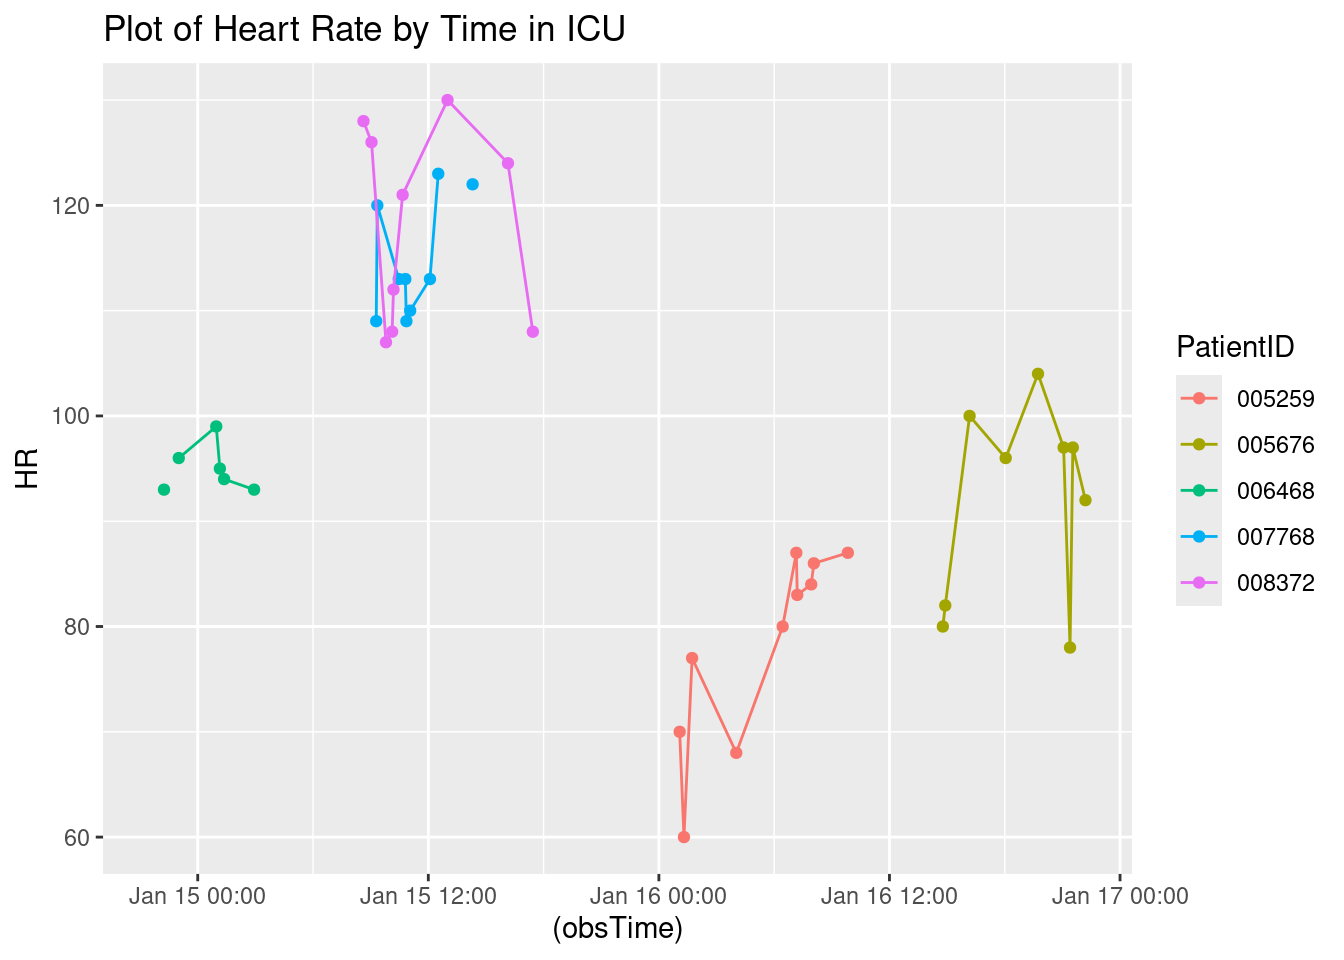 Plot of Heart Rate by Time in ICU
HR
120
100
80
60
Jan 15 00:00
Jan 15 12:00
Jan 16 00:00
Jan 16 12:00
Jan 17 00:00
(obsTime)
PatientID
005259
005676
006468
007768
008372